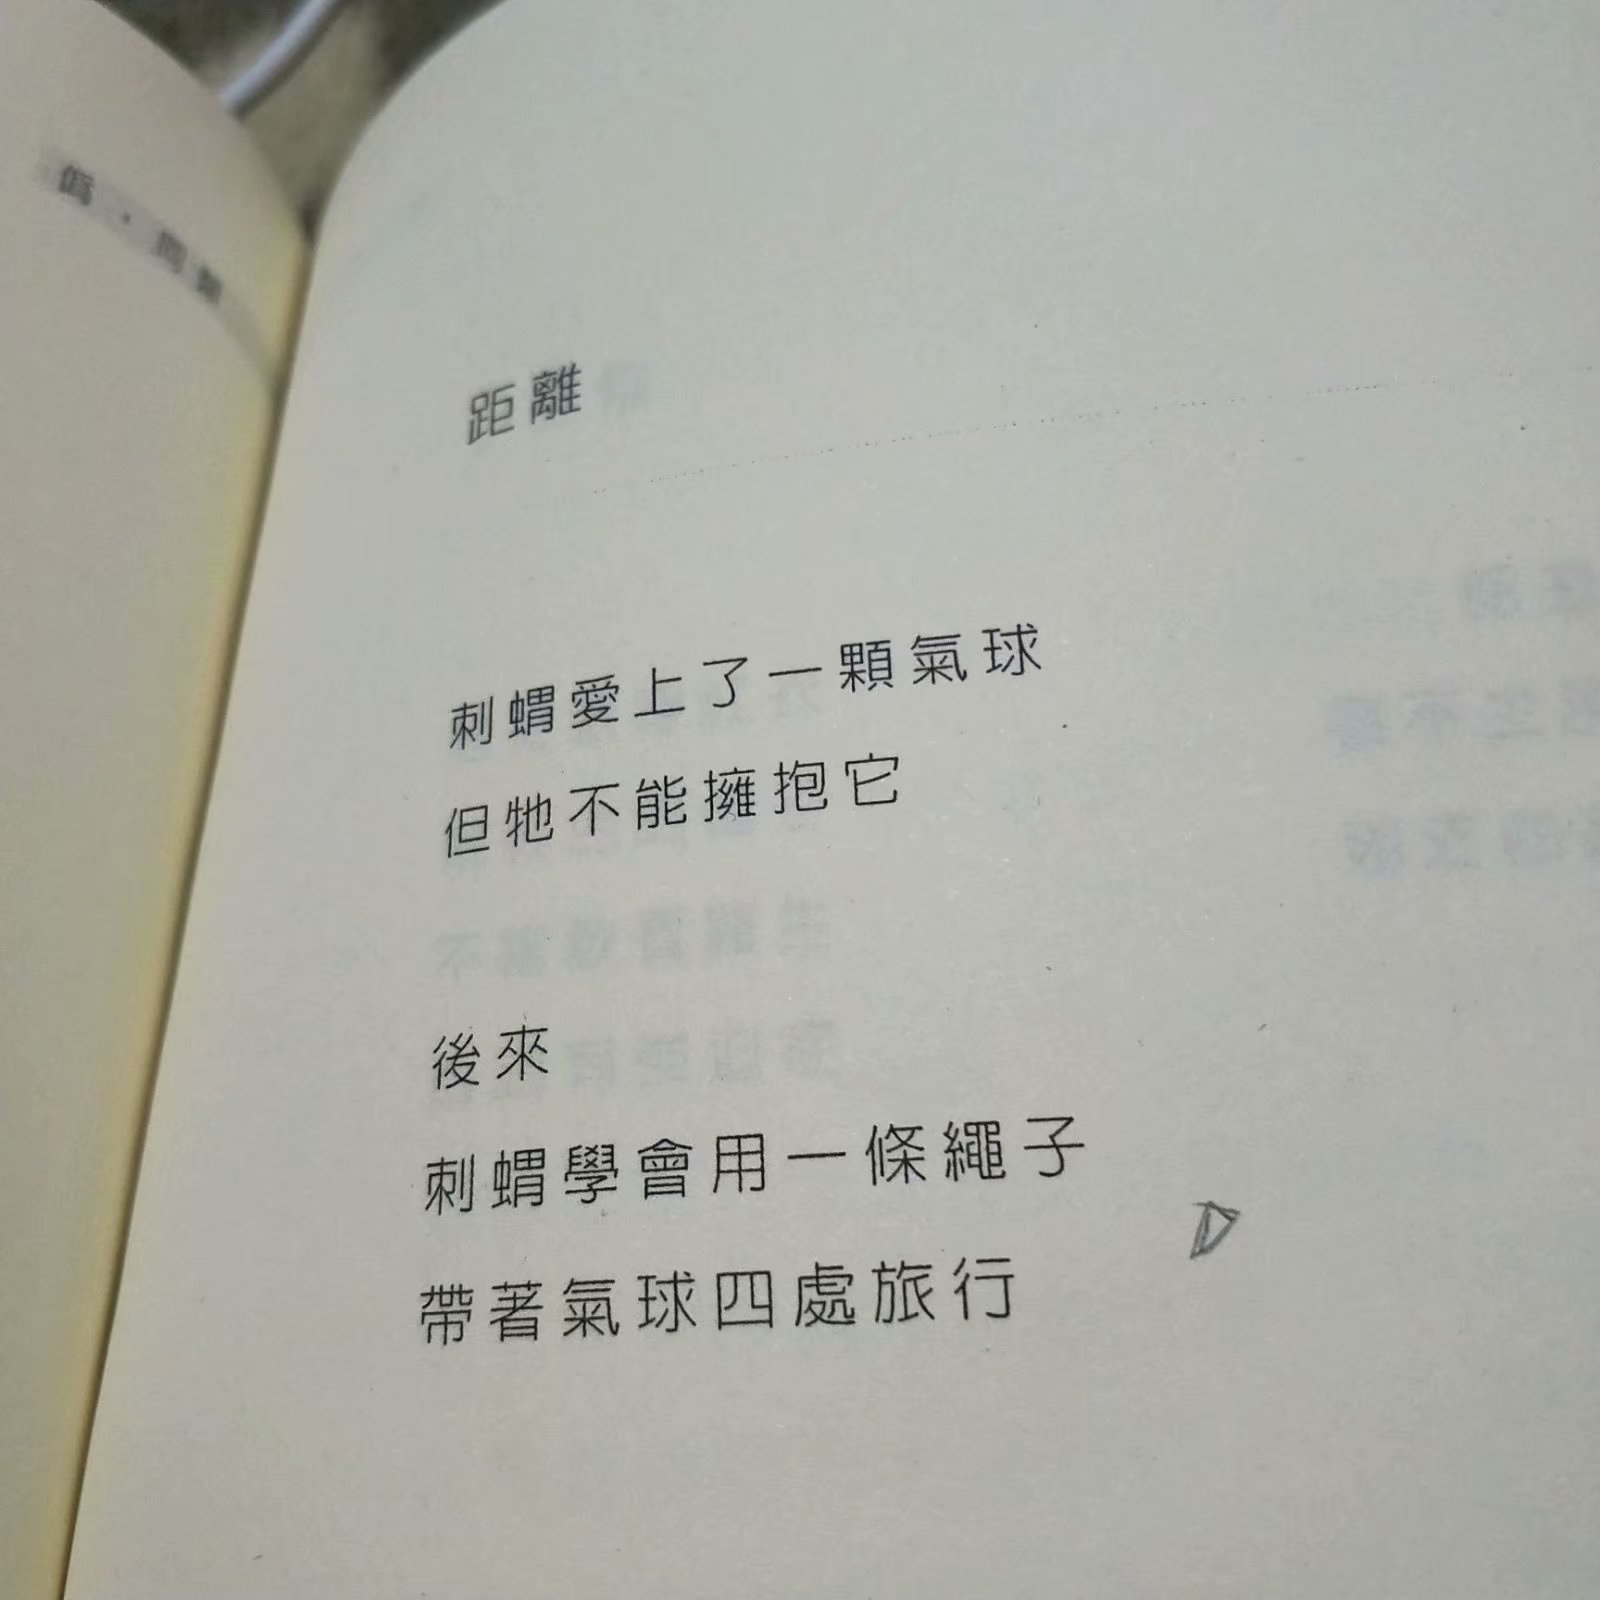 距離
刺蝟愛上了一顆氣球
但牠不能擁抱它
後來
刺蝟學會用一條繩子
帶著氣球四處旅行